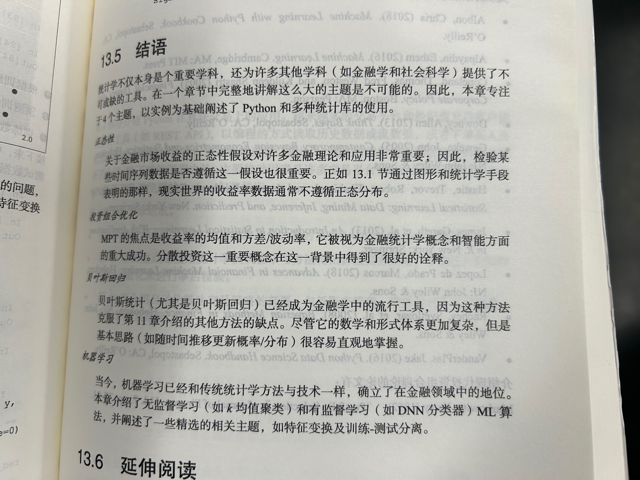 13.5 结语
统计学不仅本身是个重要学科，还为许多其他学科（如金融学和社会科学）提供了不
可或缺的工具。在一个章节中完整地讲解这么大的主题是不可能的。因此，本章专注
于4个主题，以实例为基础阐述了 Python 和多种统计库的使用。
正态性
关于金融市场收益的正态性假设对许多金融理论和应用非常重要；因此，检验某
些时间序列数据是否遵循这一假设也很重要。正如 13.1 节通过图形和统计学手段
表明的那样，现实世界的收益率数据通常不遵循正态分布。
投资组合优化
MPT 的焦点是收益率的均值和方差/波动率，它被视为金融统计学概念和智能方面
的重大成功。分散投资这一重要概念在这一背景中得到了很好的诠释。
贝叶斯回归
贝叶斯统计（尤其是贝叶斯回归）已经成为金融学中的流行工具，因为这种方法
克服了第 11 章介绍的其他方法的缺点。尽管它的数学和形式体系更加复杂，但是
基本思路（如随时间推移更新概率/分布）很容易直观地掌握。
机器学习
当今，机器学习已经和传统统计学方法与技术一样，确立了在金融领域中的地位。
本章介绍了无监督学习（如 k 均值聚类）和有监督学习（如 DNN 分类器）ML 算
法，并阐述了一些精选的相关主题，如特征变换及训练-测试分离。
13.6 延伸阅读
2.0
的问题，
特征变换
y,
e=0)